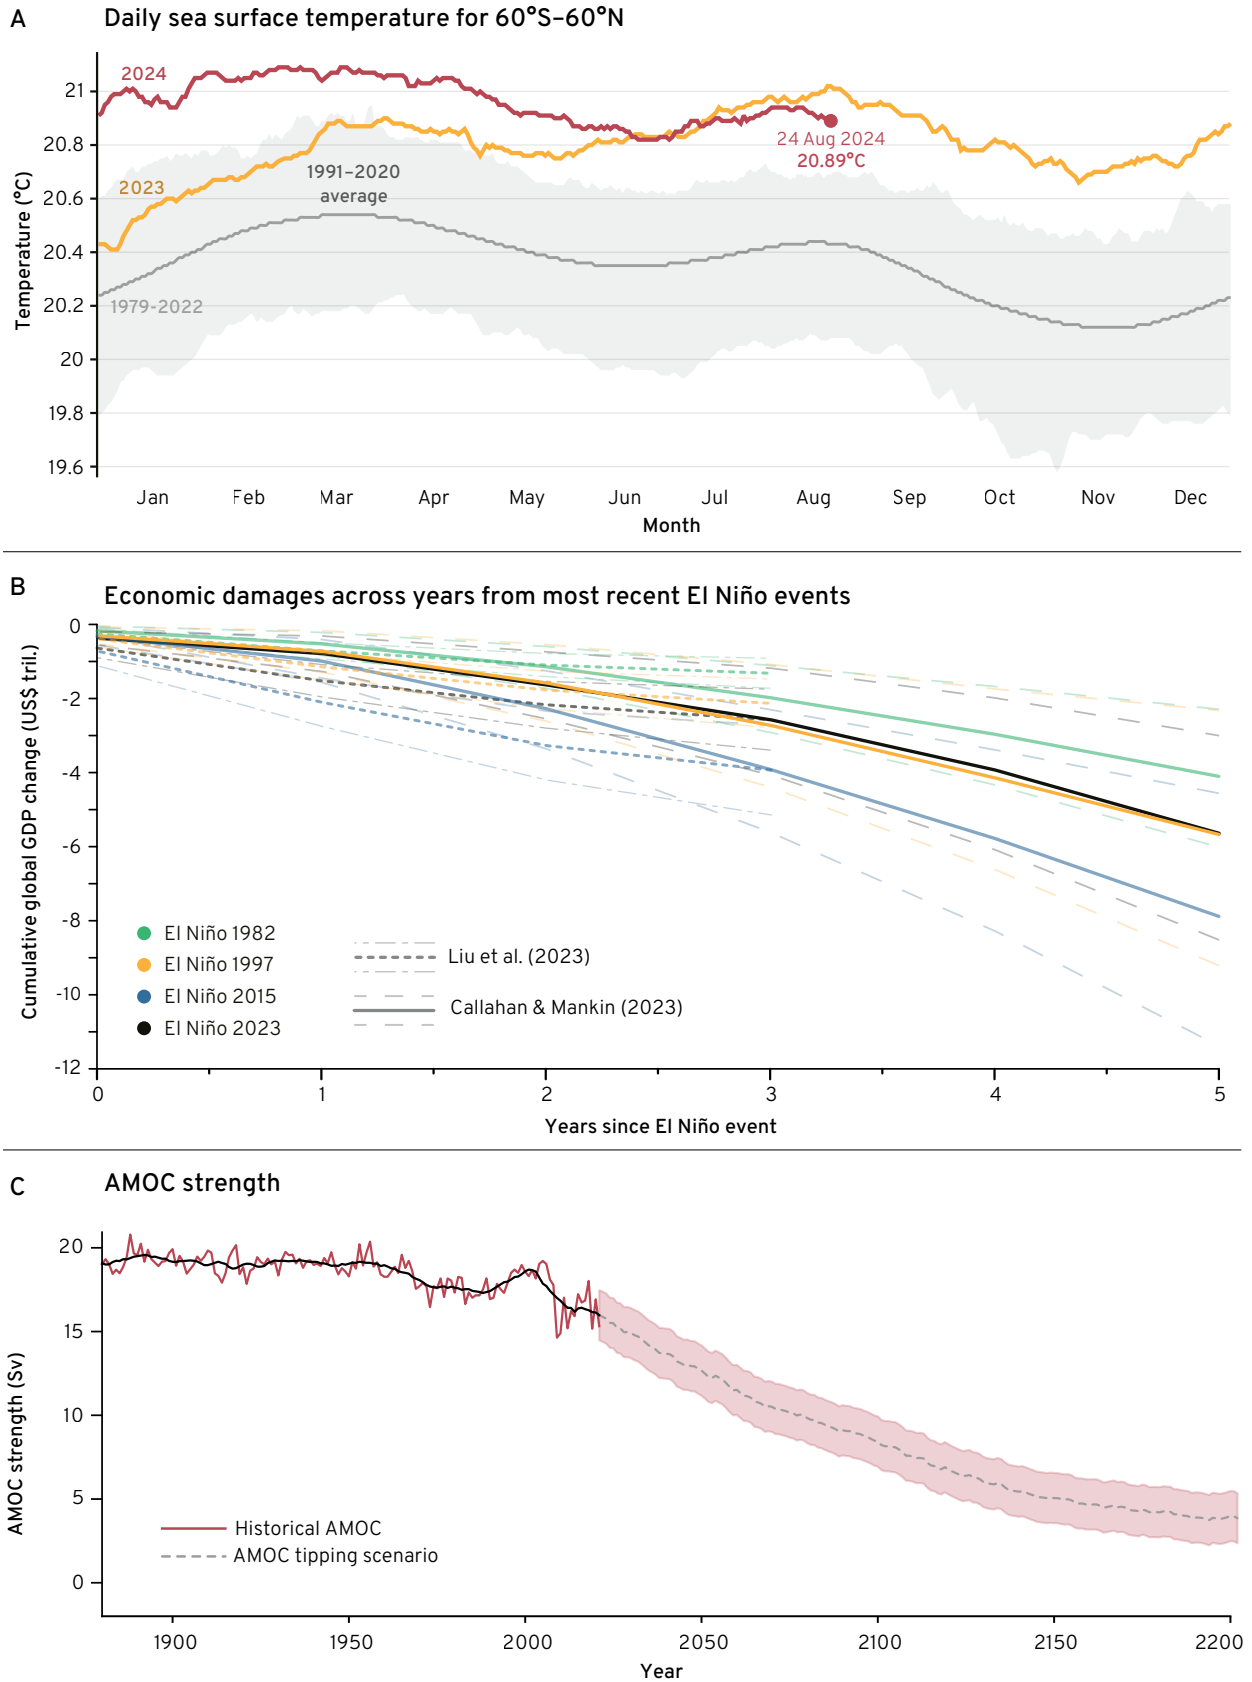 A
Daily sea surface temperature for 60°S–60°N
Temperature (°C)
21
20.8
20.6
20.4
20.2
20
19.8
19.6
2024
2023
1991–2020
average
1979-2022
24 Aug 2024
20.89°C
Jan Feb Mar Apr May Jun Jul Aug Sep Oct Nov Dec
Month
B
Economic damages across years from most recent El Niño events
Cumulative global GDP change (US$ trill.)
0
-2
-4
-6
-8
-10
-12
El Niño 1982
El Niño 1997
El Niño 2015
El Niño 2023
Liu et al. (2023)
Callahan & Mankin (2023)
0 1 2 3 4 5
Years since El Niño event
C
AMOC strength
AMOC strength (Sv)
20
15
10
5
0
Historical AMOC
AMOC tipping scenario
1900 1950 2000 2050 2100 2150 2200
Year